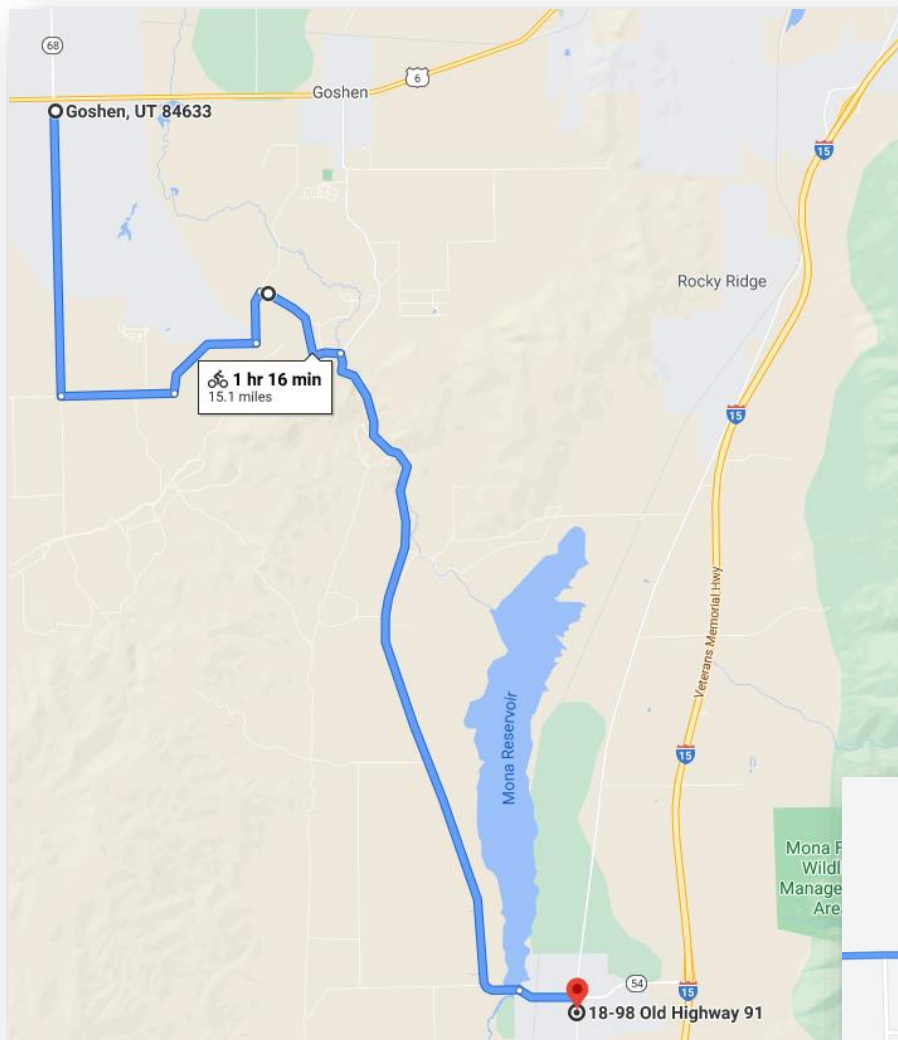 68
6
Goshen
Goshen, UT 84633
15
Rocky Ridge
1 hr 16 min
15.1 miles
15
Veterans Memorial Hwy
Mona Reservoir
15
Mona
Wildl
Manage
Area
54
15
18-98 Old Highway 91